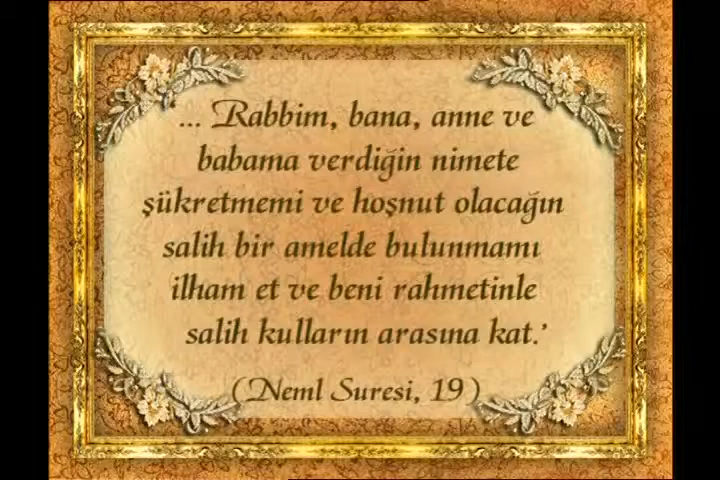 '... Rabbim, bana, anne ve
babama verdiğin nimete
şükretmemi ve hoşnut olacağın
salih bir amelde bulunmamı
ilham et ve beni rahmetinle
salih kulların arasına kat.'
(Neml Suresi, 19)